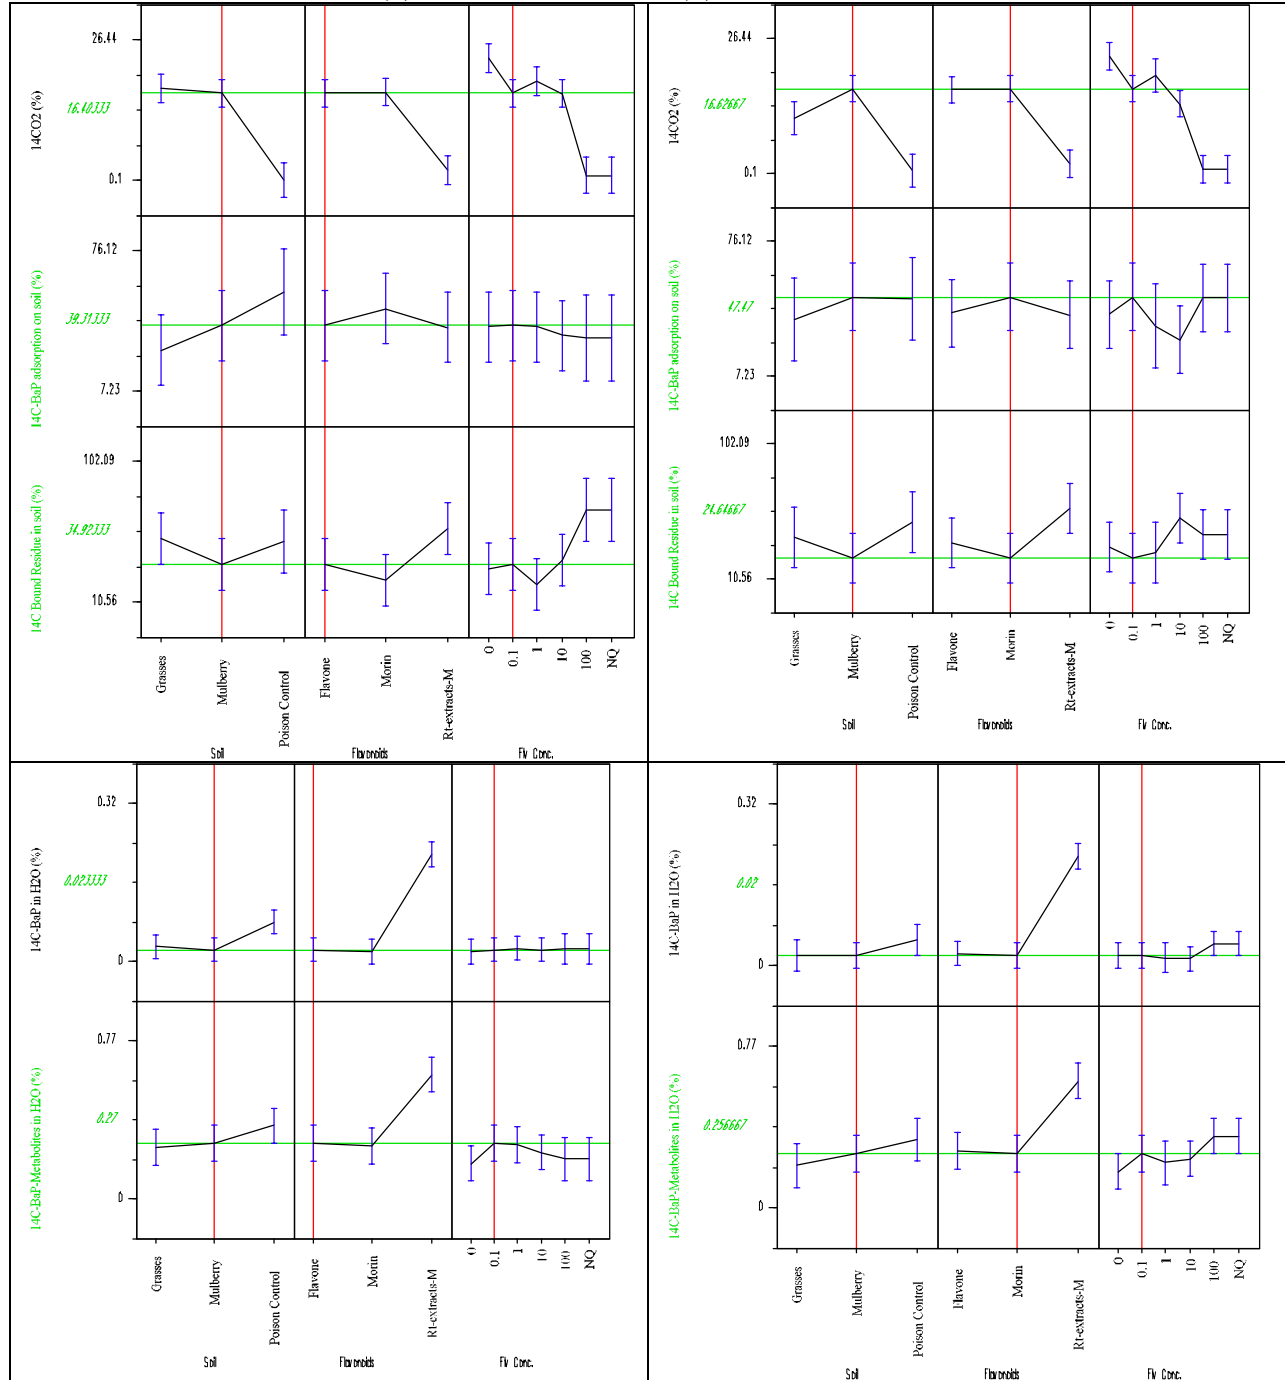 26.44
14CO2 (%)
16.40333
0.1
76.12
14C-BaP adsorption on soil (%)
39.31333
7.23
102.09
14C Bound Residue in soil (%)
34.92333
10.56
Grasses
Mulberry
Poison Control
Flavone
Morin
Rt-extracts-M
0
0.1
1
10
100
NQ
Soil
Flavonoids
Flv Conc.
26.44
14CO2 (%)
16.62667
0.1
76.12
14C-BaP adsorption on soil (%)
47.47
7.23
102.09
14C Bound Residue in soil (%)
24.64667
10.56
Grasses
Mulberry
Poison Control
Flavone
Morin
Rt-extracts-M
0
0.1
1
10
100
NQ
Soil
Flavonoids
Flv Conc.
0.32
14C-BaP in H2O (%)
0.023333
0
0.77
14C-BaP-Metabolites in H2O (%)
0.27
0
Grasses
Mulberry
Poison Control
Flavone
Morin
Rt-extracts-M
0
0.1
1
10
100
NQ
Soil
Flavonoids
Flv Conc.
0.32
14C-BaP in H2O (%)
0.02
0
0.77
14C-BaP-Metabolites in H2O (%)
0.256667
0
Grasses
Mulberry
Poison Control
Flavone
Morin
Rt-extracts-M
0
0.1
1
10
100
NQ
Soil
Flavonoids
Flv Conc.